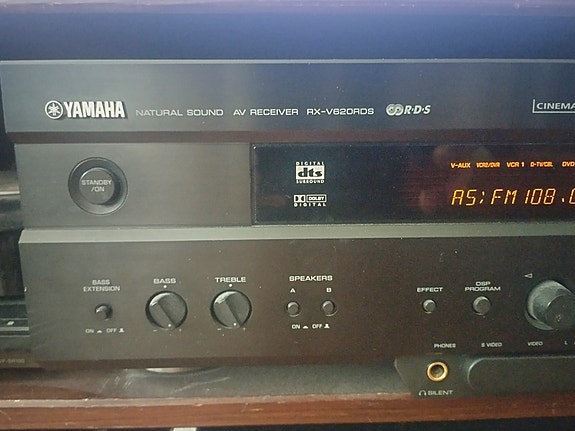 YAMAHA NATURAL SOUND AV RECEIVER RX-V620RDS R·D·S
CINEMA
STANDBY
/ON
DIGITAL
dts
SURROUND
DOLBY
DIGITAL
V-AUX VCR2/DVR VCR 1 D-TV/CBL DVD
AS:FM108.0
BASS
EXTENSION
ON OFF
BASS
TREBLE
SPEAKERS
A B
ON OFF
EFFECT
DSP
PROGRAM
PHONES
S VIDEO
VIDEO
L
SILENT